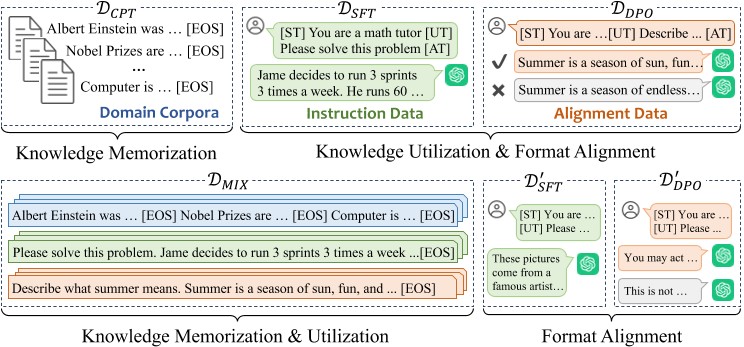 D_CPT
Albert Einstein was … [EOS]
Nobel Prizes are … [EOS]
…
Computer is … [EOS]
Domain Corpora
Knowledge Memorization
D_SFT
[ST] You are a math tutor [UT]
Please solve this problem [AT]
Jame decides to run 3 sprints
3 times a week. He runs 60 …
Instruction Data
D_DPO
[ST] You are …[UT] Describe ... [AT]
Summer is a season of sun, fun…
Summer is a season of endless…
Alignment Data
Knowledge Utilization & Format Alignment
D_MIX
Albert Einstein was … [EOS] Nobel Prizes are … [EOS] Computer is … [EOS]
Please solve this problem. Jame decides to run 3 sprints 3 times a week ...[EOS]
Describe what summer means. Summer is a season of sun, fun, and ... [EOS]
Knowledge Memorization & Utilization
D'_SFT
[ST] You are …
[UT] Please …
These pictures
come from a
famous artist…
D'_DPO
[ST] You are …
[UT] Please ...
You may act …
This is not …
Format Alignment